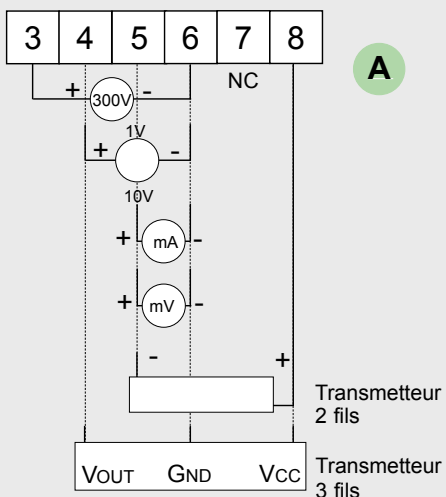 3 4 5 6 7 8
NC
A
+ 300V -
1V
+ -
10V
+ mA -
+ mV -
- +
Transmetteur
2 fils
VOUT GND VCC
Transmetteur
3 fils